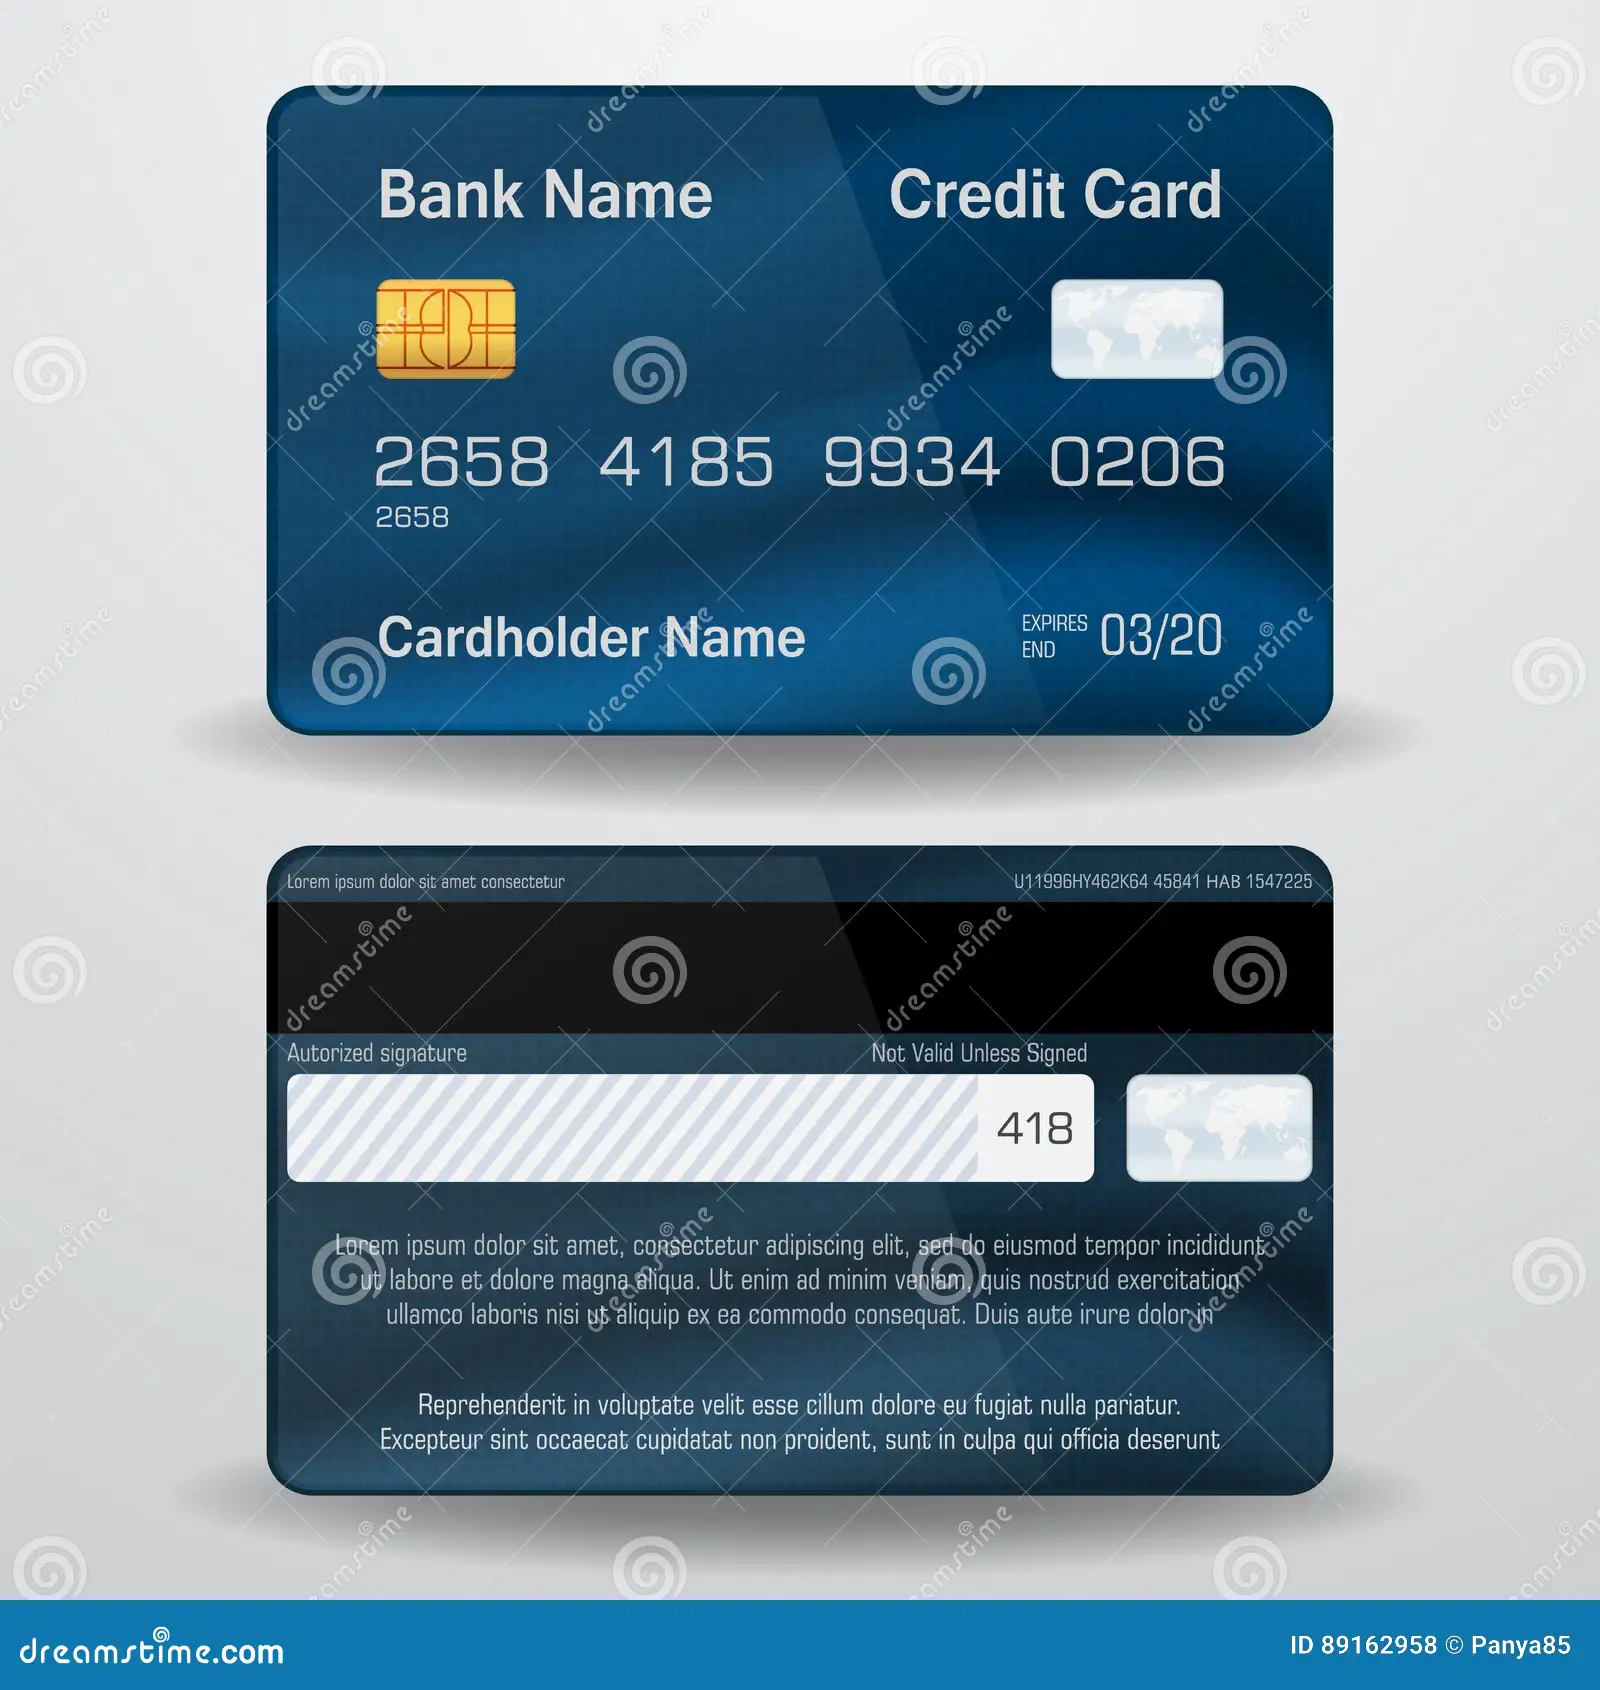 Bank Name Credit Card
2658 4185 9934 0206
2658
Cardholder Name EXPIRES END 03/20
Lorem ipsum dolor sit amet consectetur U11996HY462K64 45841 HAB 1547225
Autorized signature Not Valid Unless Signed
418
Lorem ipsum dolor sit amet, consectetur adipiscing elit, sed do eiusmod tempor incididunt
ut labore et dolore magna aliqua. Ut enim ad minim veniam, quis nostrud exercitation
ullamco laboris nisi ut aliquip ex ea commodo consequat. Duis aute irure dolor in
Reprehenderit in voluptate velit esse cillum dolore eu fugiat nulla pariatur.
Excepteur sint occaecat cupidatat non proident, sunt in culpa qui officia deserunt
dreamstime.com ID 89162958 © Panya85